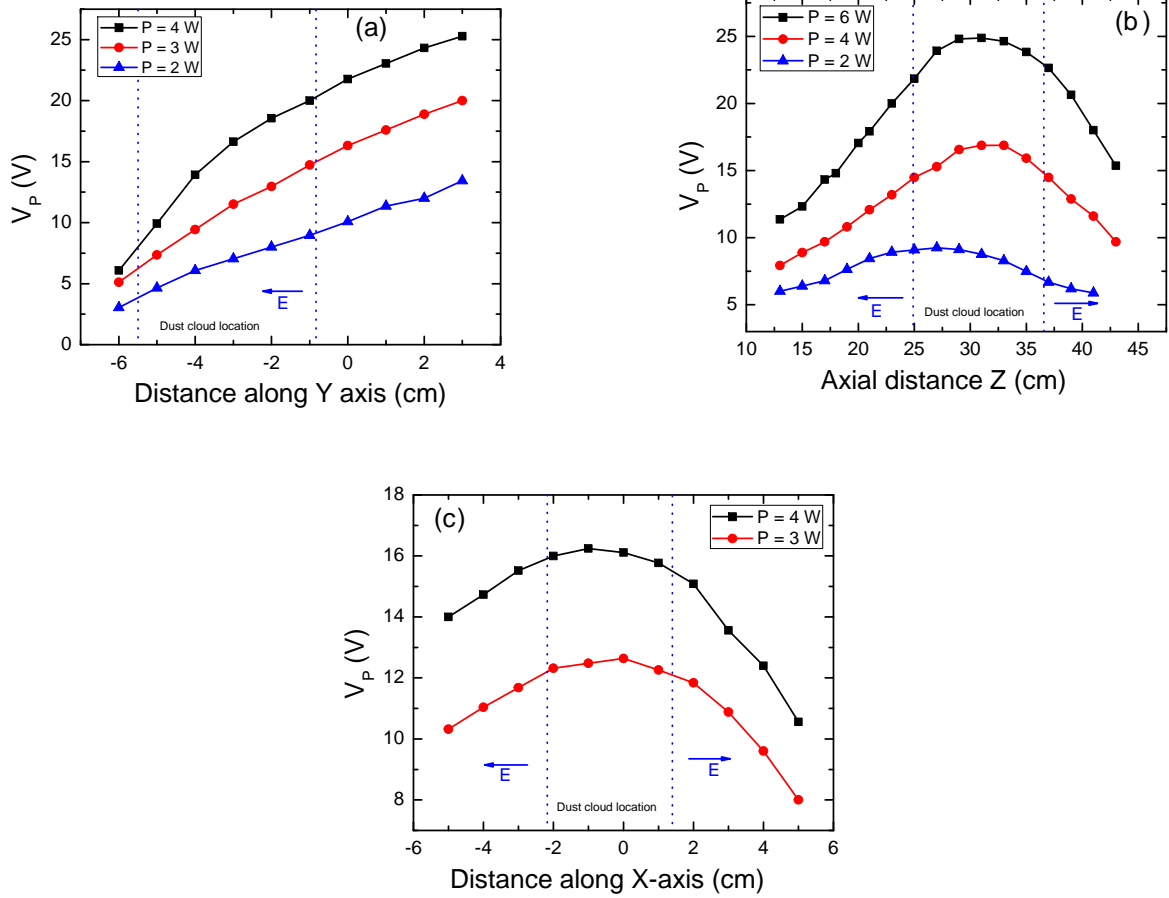 (a)
P = 4 W
P = 3 W
P = 2 W
25
20
15
10
5
0
V_P (V)
E
Dust cloud location
-6 -4 -2 0 2 4
Distance along Y axis (cm)
(b)
P = 6 W
P = 4 W
P = 2 W
25
20
15
10
5
V_P (V)
E
E
Dust cloud location
10 15 20 25 30 35 40 45
Axial distance Z (cm)
(c)
P = 4 W
P = 3 W
18
16
14
12
10
8
V_P (V)
E
E
Dust cloud location
-6 -4 -2 0 2 4 6
Distance along X-axis (cm)